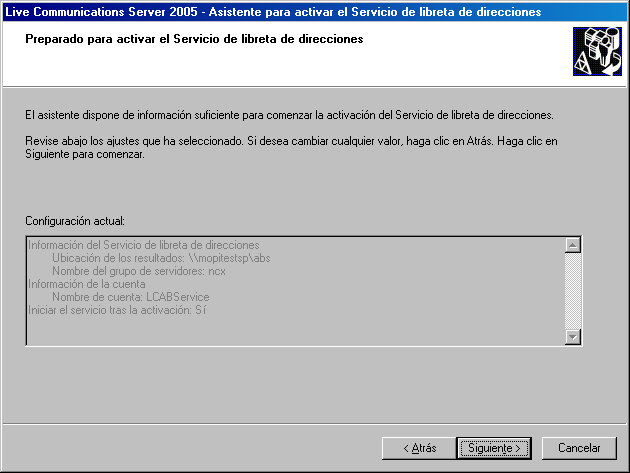 Live Communications Server 2005 - Asistente para activar el Servicio de libreta de direcciones
Preparado para activar el Servicio de libreta de direcciones
El asistente dispone de información suficiente para comenzar la activación del Servicio de libreta de direcciones.
Revise abajo los ajustes que ha seleccionado. Si desea cambiar cualquier valor, haga clic en Atrás. Haga clic en
Siguiente para comenzar.
Configuración actual:
Información del Servicio de libreta de direcciones
Ubicación de los resultados: \\mopitestsp\abs
Nombre del grupo de servidores: ncx
Información de la cuenta
Nombre de cuenta: LCABService
Iniciar el servicio tras la activación: Sí
< Atrás
Siguiente >
Cancelar